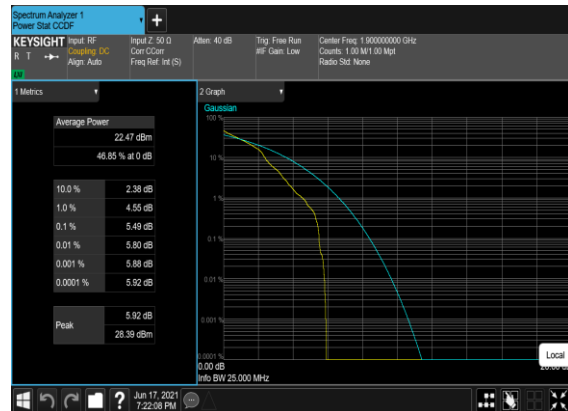 Spectrum Analyzer 1
Power Stat CCDF
+
KEYSIGHT
R T
LXI
Input: RF
Coupling: DC
Align: Auto
Input Z: 50 Ω
Corr CCorr
Freq Ref: Int (S)
Atten: 40 dB
Trig: Free Run
#IF Gain: Low
Center Freq: 1.900000000 GHz
Counts: 1.00 M/1.00 Mpt
Radio Std: None
1 Metrics
Average Power
22.47 dBm
46.85 % at 0 dB
10.0 % 2.38 dB
1.0 % 4.55 dB
0.1 % 5.49 dB
0.01 % 5.80 dB
0.001 % 5.88 dB
0.0001 % 5.92 dB
Peak
5.92 dB
28.39 dBm
2 Graph
Gaussian
100 %
10 %
1 %
0.1 %
0.01 %
0.001 %
0.0001 %
0.00 dB
Info BW 25.000 MHz
Local
?
Jun 17, 2021
7:22:08 PM